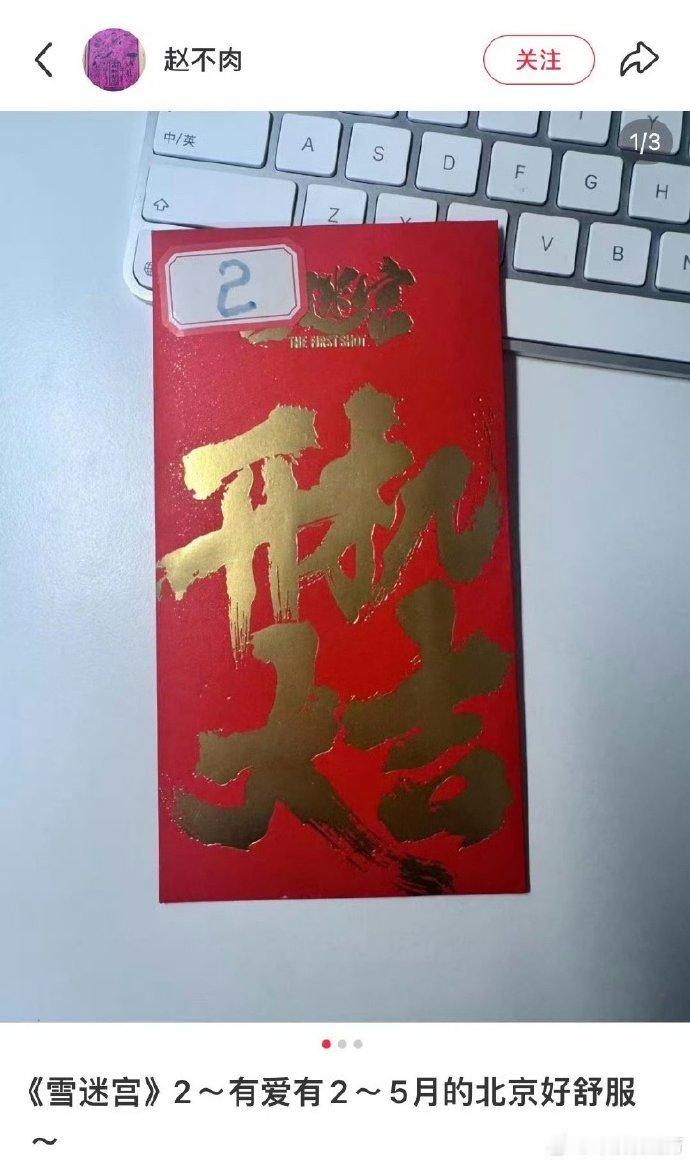 赵不肉
关注
1/3
中/英
A
S
D
F
G
H
Y
Z
V
B
2
THE FIRST SHOT
开机
大吉
《雪迷宫》2～有爱有2～5月的北京好舒服
～